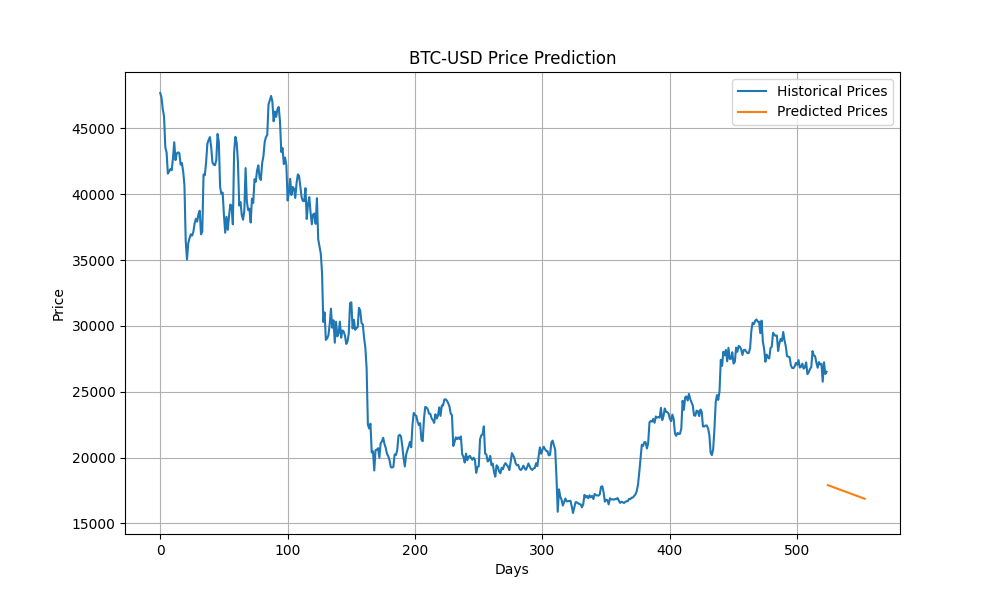 BTC-USD Price Prediction
Historical Prices
Predicted Prices
45000
40000
35000
30000
25000
20000
15000
Price
0 100 200 300 400 500
Days